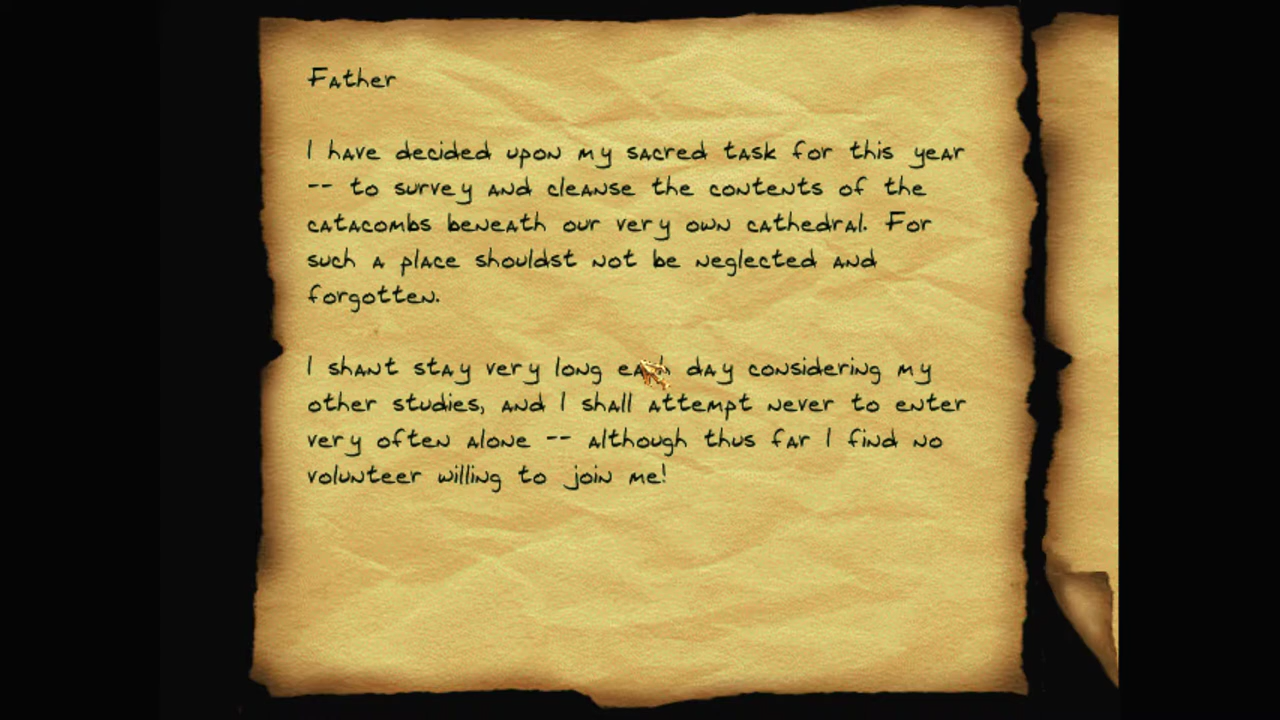 Father
I have decided upon my sacred task for this year
-- to survey and cleanse the contents of the
catacombs beneath our very own cathedral. For
such a place shouldst not be neglected and
forgotten.
I shant stay very long each day considering my
other studies, and I shall attempt never to enter
very often alone -- although thus far I find no
volunteer willing to join me!